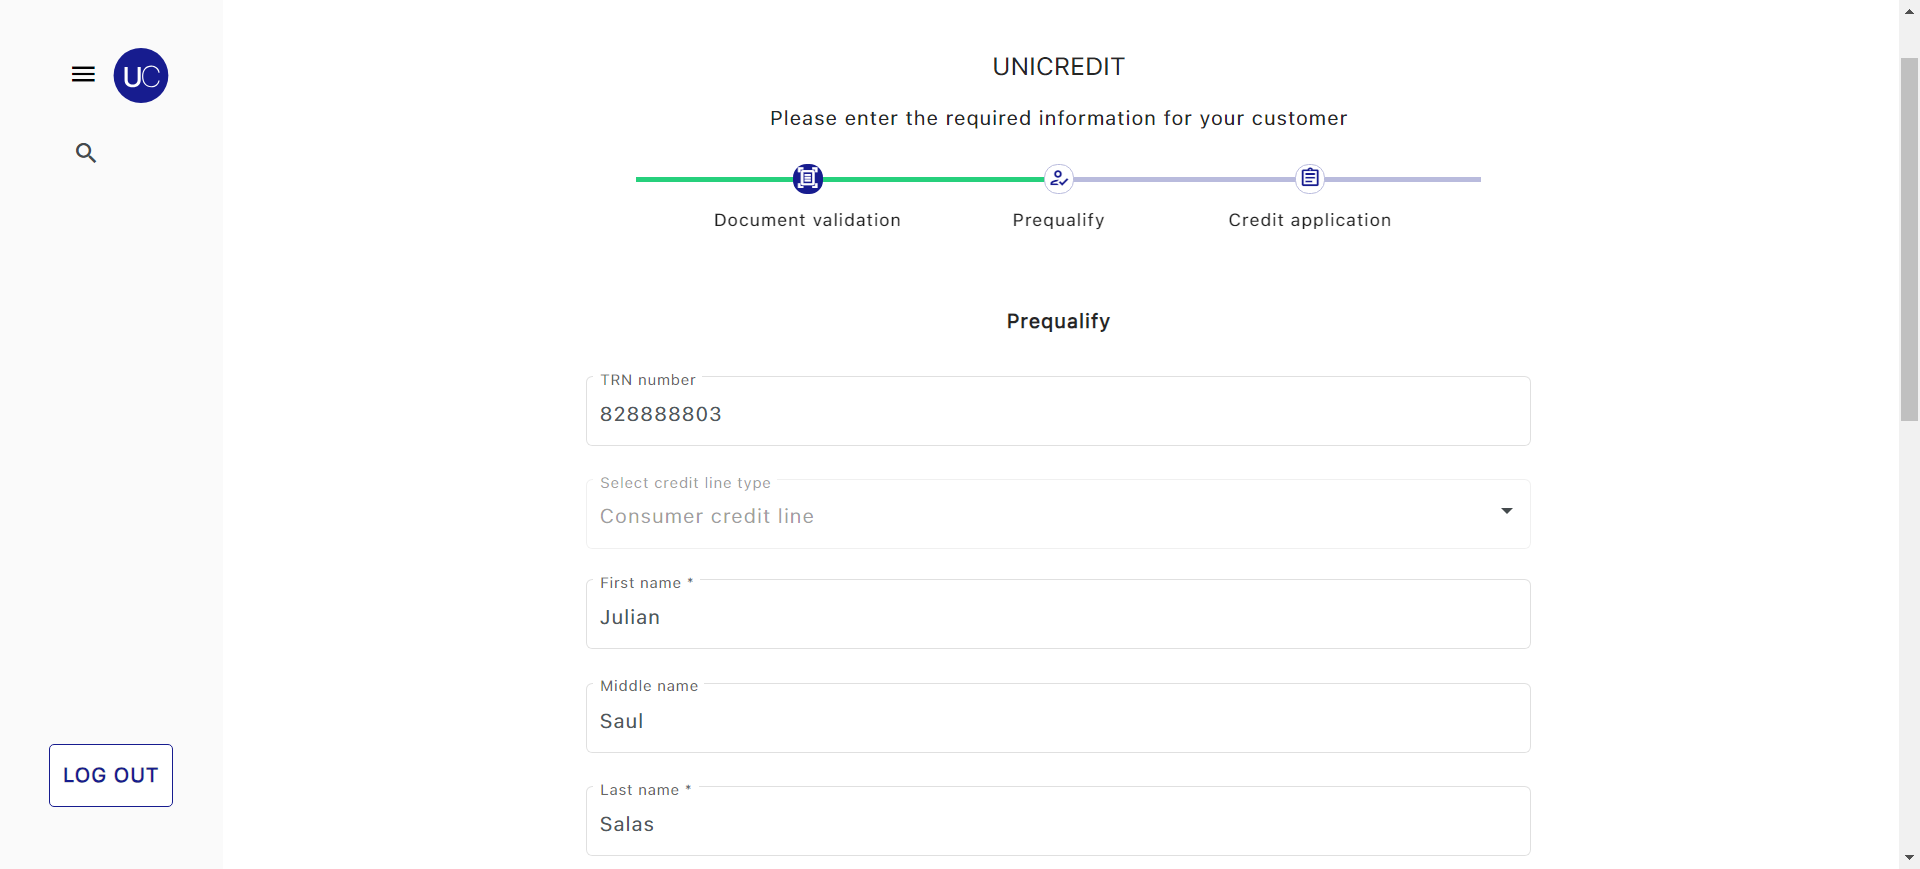 UC
UNICREDIT
Please enter the required information for your customer
Document validation
Prequalify
Credit application
Prequalify
TRN number
828888803
Select credit line type
Consumer credit line
First name *
Julian
Middle name
Saul
Last name *
Salas
LOG OUT